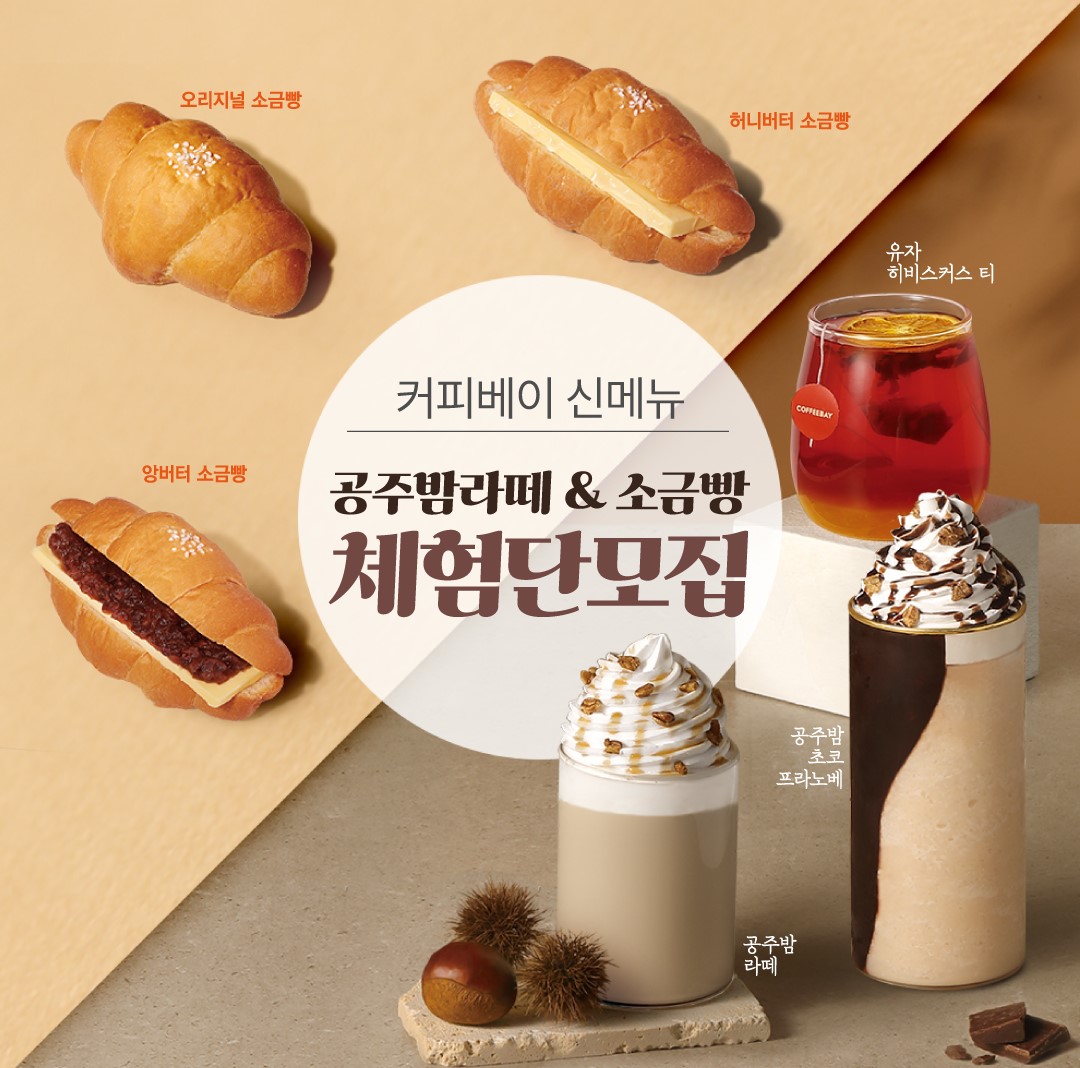 오리지널 소금빵
허니버터 소금빵
유자
히비스커스 티
COFFEEBAY
커피베이 신메뉴
앙버터 소금빵
공주밤라떼 & 소금빵
체험단모집
공주밤
초코
프라노베
공주밤
라떼